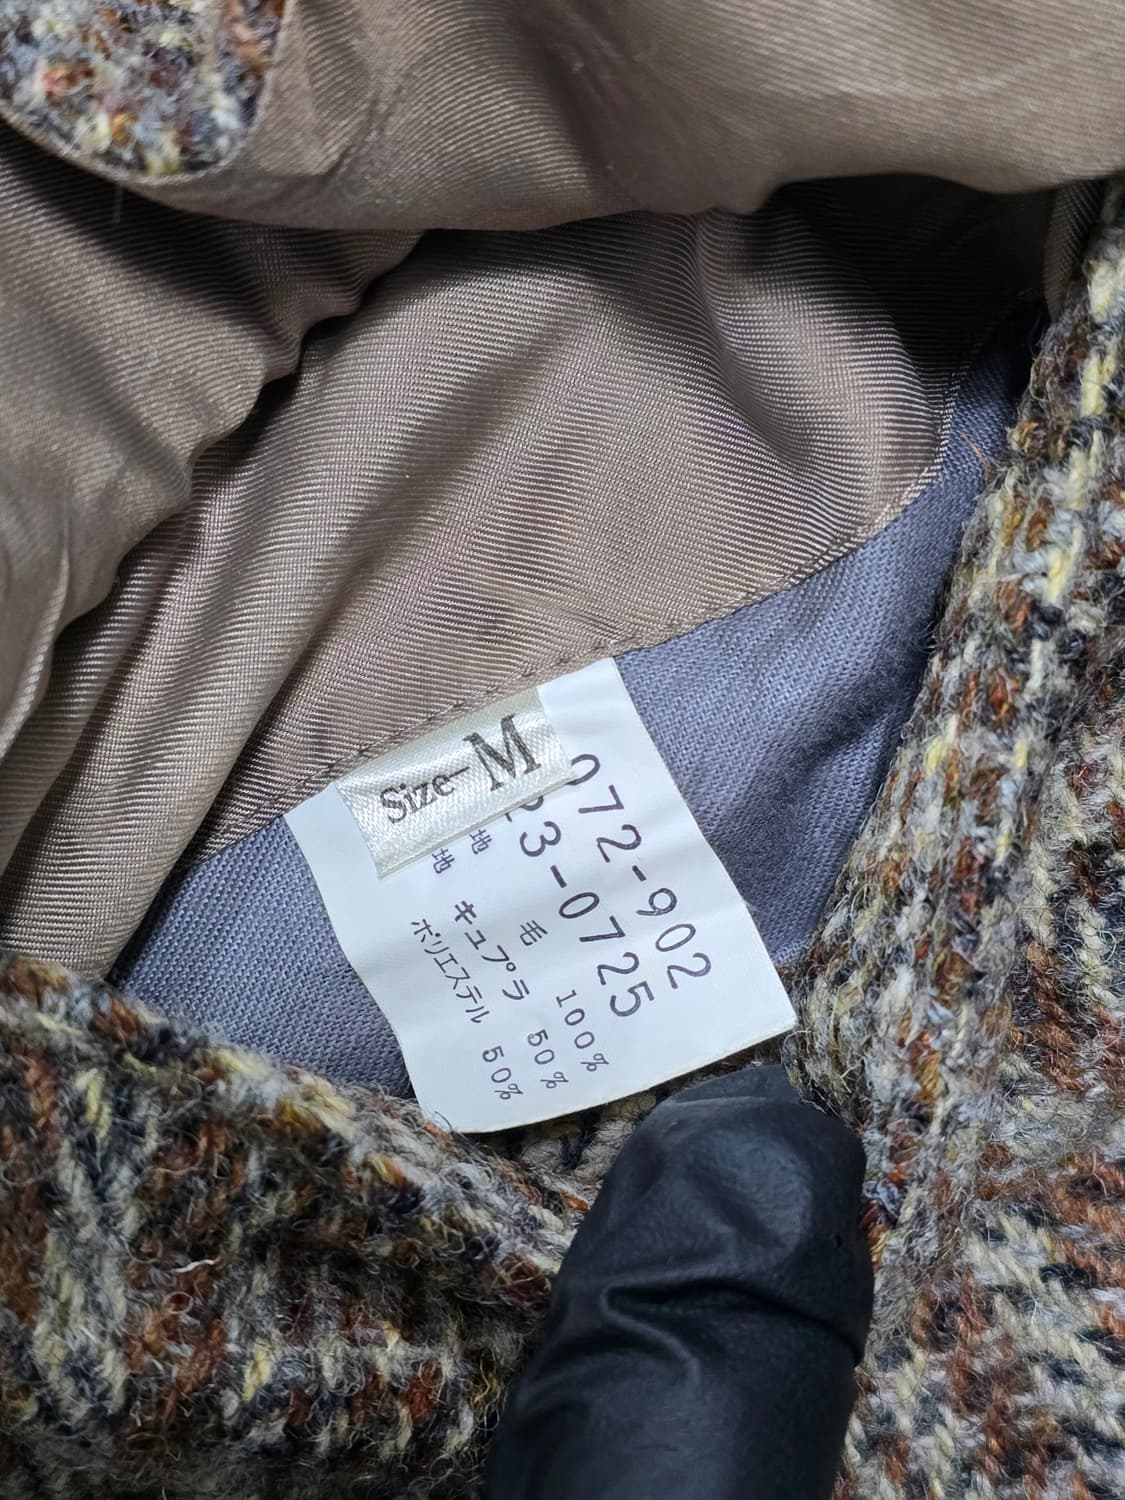 Size-M
072-902
23-0725
地 毛 100%
地 キュプラ 50%
ポリエステル 50%